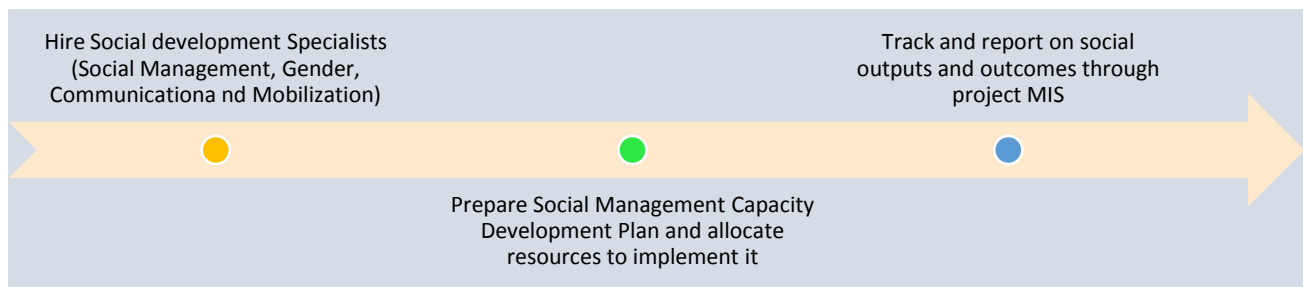 Hire Social development Specialists
(Social Management, Gender,
Communicationa nd Mobilization)
Prepare Social Management Capacity
Development Plan and allocate
resources to implement it
Track and report on social
outputs and outcomes through
project MIS